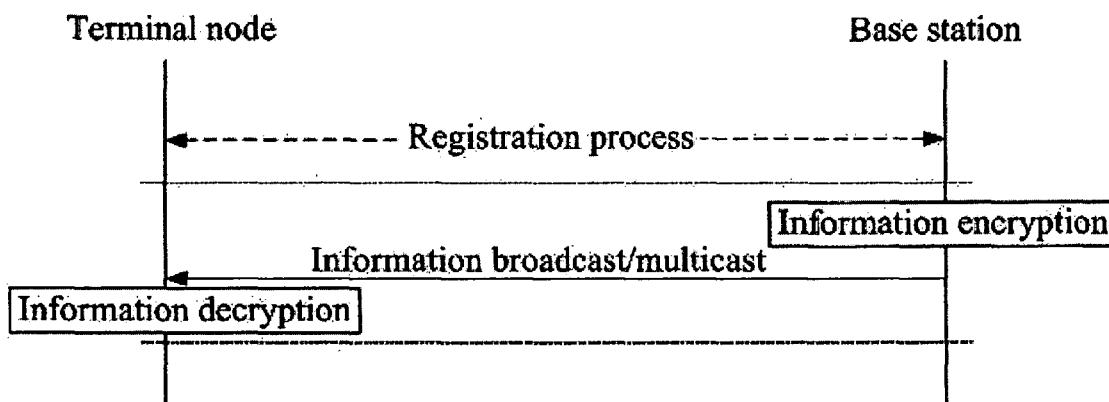 Terminal node
Base station
Registration process
Information encryption
Information broadcast/multicast
Information decryption